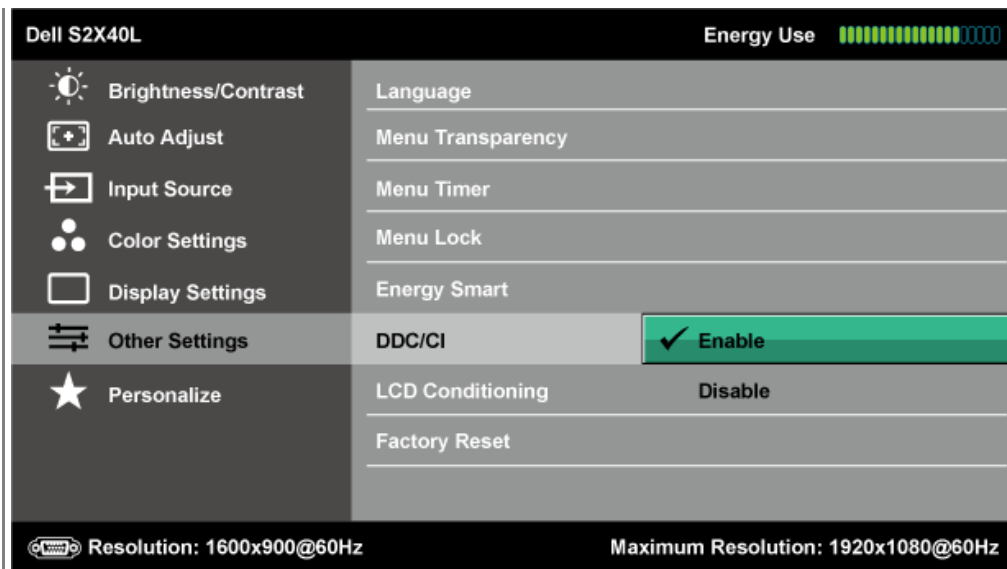 Dell S2X40L Energy Use
Brightness/Contrast Language
Auto Adjust Menu Transparency
Input Source Menu Timer
Color Settings Menu Lock
Display Settings Energy Smart
Other Settings DDC/CI Enable
Personalize LCD Conditioning Disable
Factory Reset
Resolution: 1600x900@60Hz Maximum Resolution: 1920x1080@60Hz